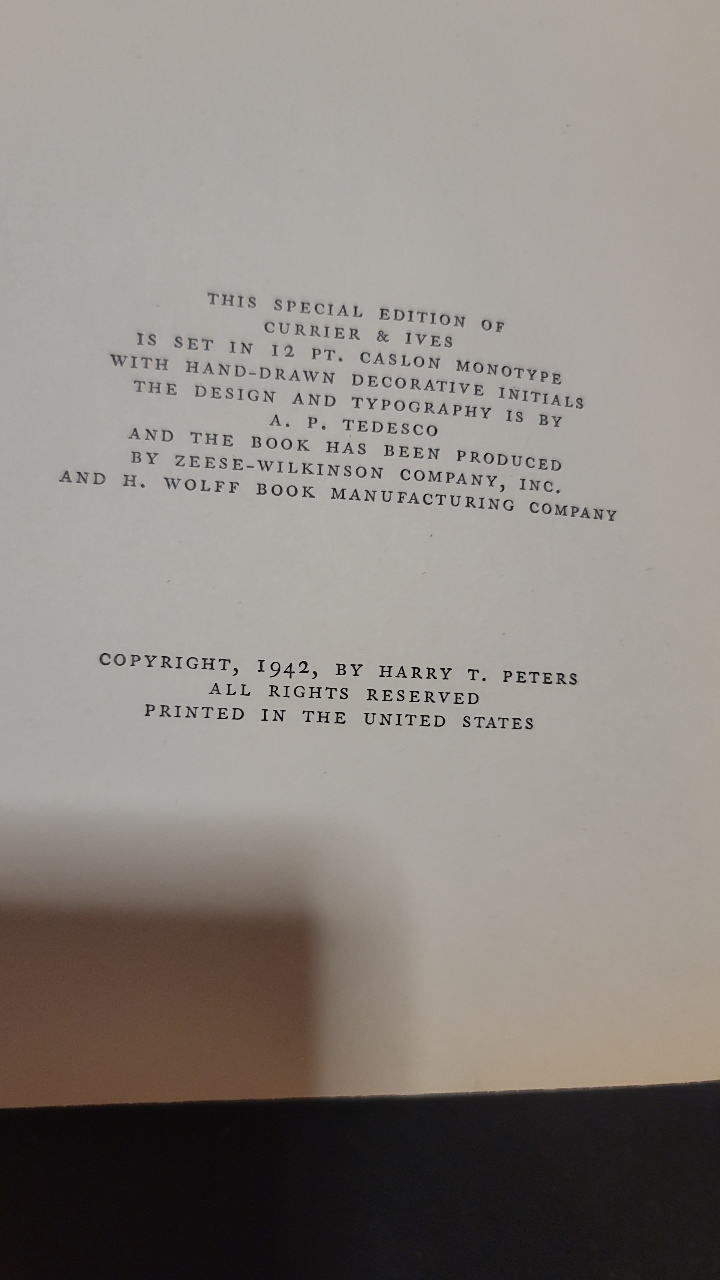 THIS SPECIAL EDITION OF
CURRIER & IVES
IS SET IN 12 PT. CASLON MONOTYPE
WITH HAND-DRAWN DECORATIVE INITIALS
THE DESIGN AND TYPOGRAPHY IS BY
A. P. TEDESCO
AND THE BOOK HAS BEEN PRODUCED
BY ZEESE-WILKINSON COMPANY, INC.
AND H. WOLFF BOOK MANUFACTURING COMPANY
COPYRIGHT, 1942, BY HARRY T. PETERS
ALL RIGHTS RESERVED
PRINTED IN THE UNITED STATES